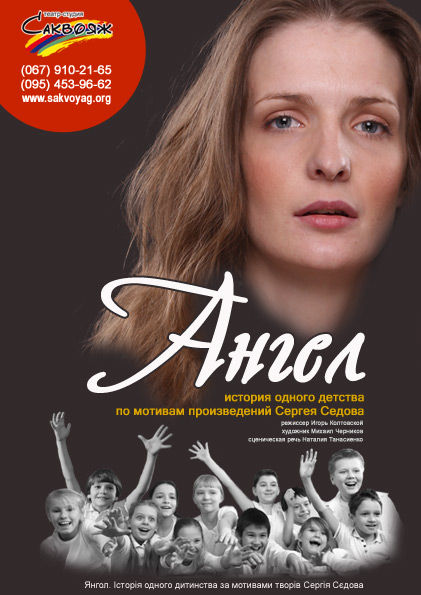 театр-студия
Саквояж
(067) 910-21-65
(095) 453-96-62
www.sakvoyag.org
Ангел
история одного детства
по мотивам произведений Сергея Седова
режиссер Игорь Колтовской
художник Михаил Черников
сценическая речь Наталия Танасиенко
Янгол. Історія одного дитинства за мотивами творів Сергія Сєдова